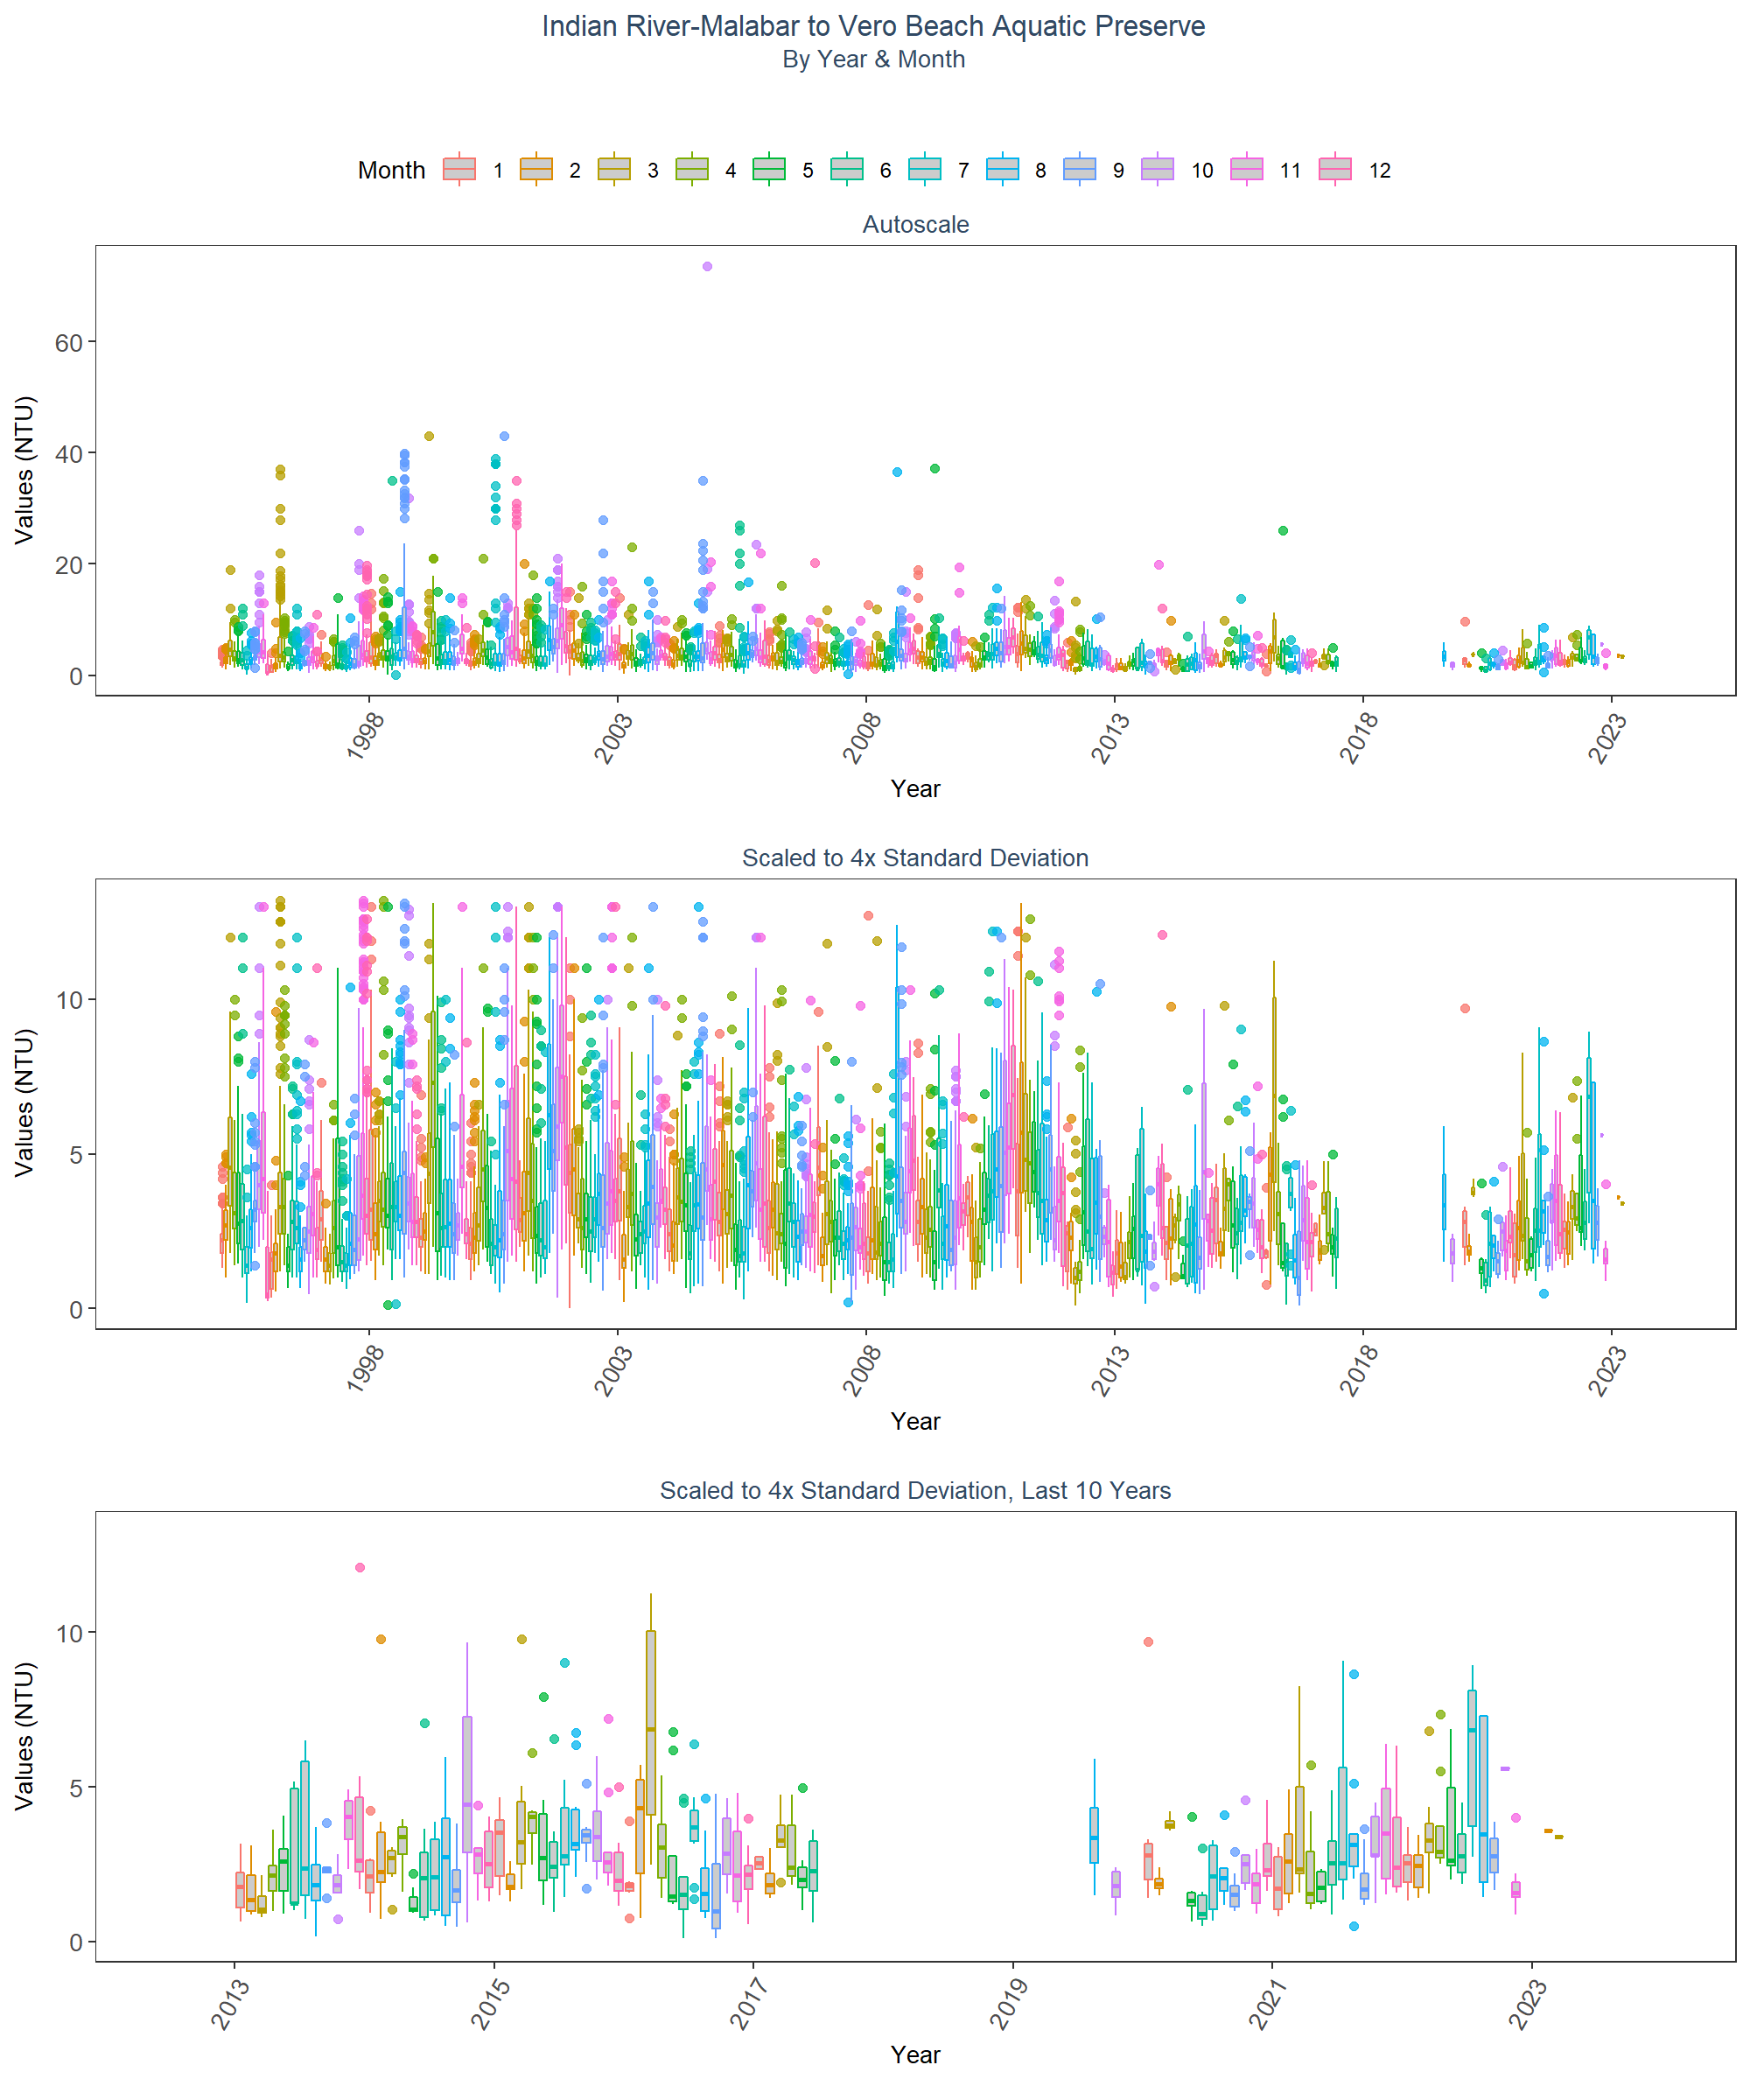 Indian River-Malabar to Vero Beach Aquatic Preserve
By Year & Month
Month 1 2 3 4 5 6 7 8 9 10 11 12
Autoscale
Values (NTU)
60
40
20
0
1998 2003 2008 2013 2018 2023
Year
Scaled to 4x Standard Deviation
Values (NTU)
10
5
0
1998 2003 2008 2013 2018 2023
Year
Scaled to 4x Standard Deviation, Last 10 Years
Values (NTU)
10
5
0
2013 2015 2017 2019 2021 2023
Year